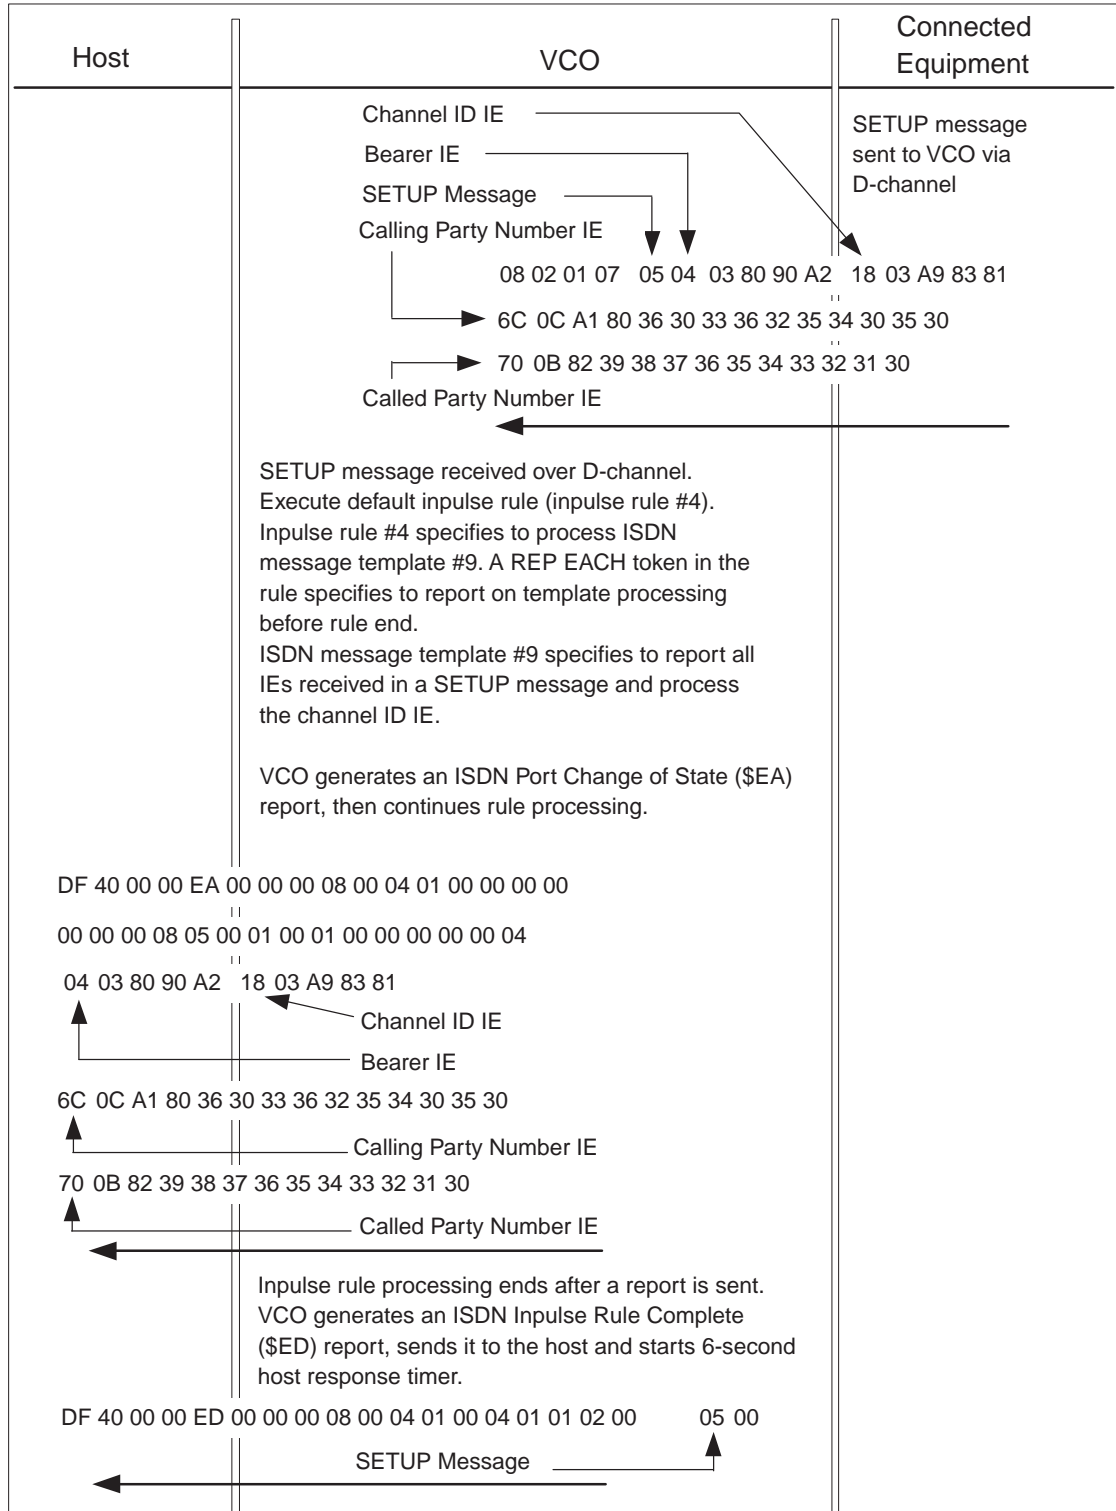 Host
VCO
Connected
Equipment
Channel ID IE
Bearer IE
SETUP Message
Calling Party Number IE
SETUP message
sent to VCO via
D-channel
08 02 01 07 05 04 03 80 90 A2 18 03 A9 83 81
6C 0C A1 80 36 30 33 36 32 35 34 30 35 30
70 0B 82 39 38 37 36 35 34 33 32 31 30
Called Party Number IE
SETUP message received over D-channel.
Execute default inpulse rule (inpulse rule #4).
Inpulse rule #4 specifies to process ISDN
message template #9. A REP EACH token in the
rule specifies to report on template processing
before rule end.
ISDN message template #9 specifies to report all
IEs received in a SETUP message and process
the channel ID IE.
VCO generates an ISDN Port Change of State ($EA)
report, then continues rule processing.
DF 40 00 00 EA 00 00 00 08 00 04 01 00 00 00 00
00 00 00 08 05 00 01 00 01 00 00 00 00 00 04
04 03 80 90 A2 18 03 A9 83 81
Channel ID IE
Bearer IE
6C 0C A1 80 36 30 33 36 32 35 34 30 35 30
Calling Party Number IE
70 0B 82 39 38 37 36 35 34 33 32 31 30
Called Party Number IE
Inpulse rule processing ends after a report is sent.
VCO generates an ISDN Inpulse Rule Complete
($ED) report, sends it to the host and starts 6-second
host response timer.
DF 40 00 00 ED 00 00 00 08 00 04 01 00 04 01 01 02 00 05 00
SETUP Message